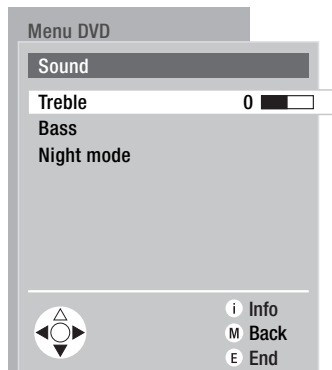 Menu DVD
Sound
Treble 0
Bass
Night mode
i Info
M Back
E End